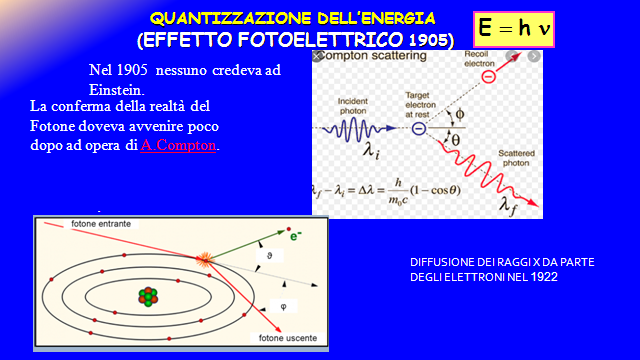 QUANTIZZAZIONE DELL'ENERGIA
(EFFETTO FOTOELETTRICO 1905)
E = h ν
Nel 1905 nessuno credeva ad
Einstein.
La conferma della realtà del
Fotone doveva avvenire poco
dopo ad opera di A.Compton.
Compton scattering
Recoil
electron
Incident
photon
Target
electron
at rest
ϕ
θ
λi
Scattered
photon
λf
λf − λi = Δλ = h/m₀c (1 − cosθ)
fotone entrante
e-
ϑ
φ
fotone uscente
DIFFUSIONE DEI RAGGI X DA PARTE
DEGLI ELETTRONI NEL 1922